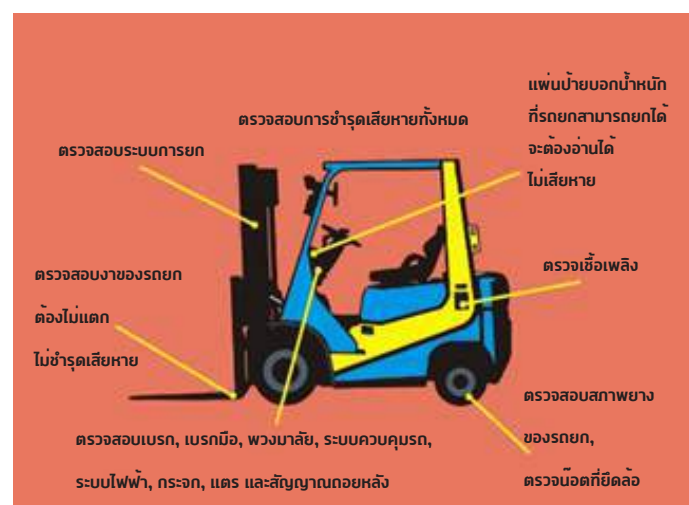 แผ่นป้ายบอกน้ำหนัก
ที่รถยกสามารถยกได้
จะต้องอ่านได้
ไม่เสียหาย
ตรวจสอบการชำรุดเสียหายทั้งหมด
ตรวจสอบระบบการยก
ตรวจเชื้อเพลิง
ตรวจสอบงาของรถยก
ต้องไม่แตก
ไม่ชำรุดเสียหาย
ตรวจสอบสภาพยาง
ของรถยก,
ตรวจน๊อตที่ยึดล้อ
ตรวจสอบเบรก, เบรกมือ, พวงมาลัย, ระบบควบคุมรถ,
ระบบไฟฟ้า, กระจก, แตร และสัญญาณถอยหลัง